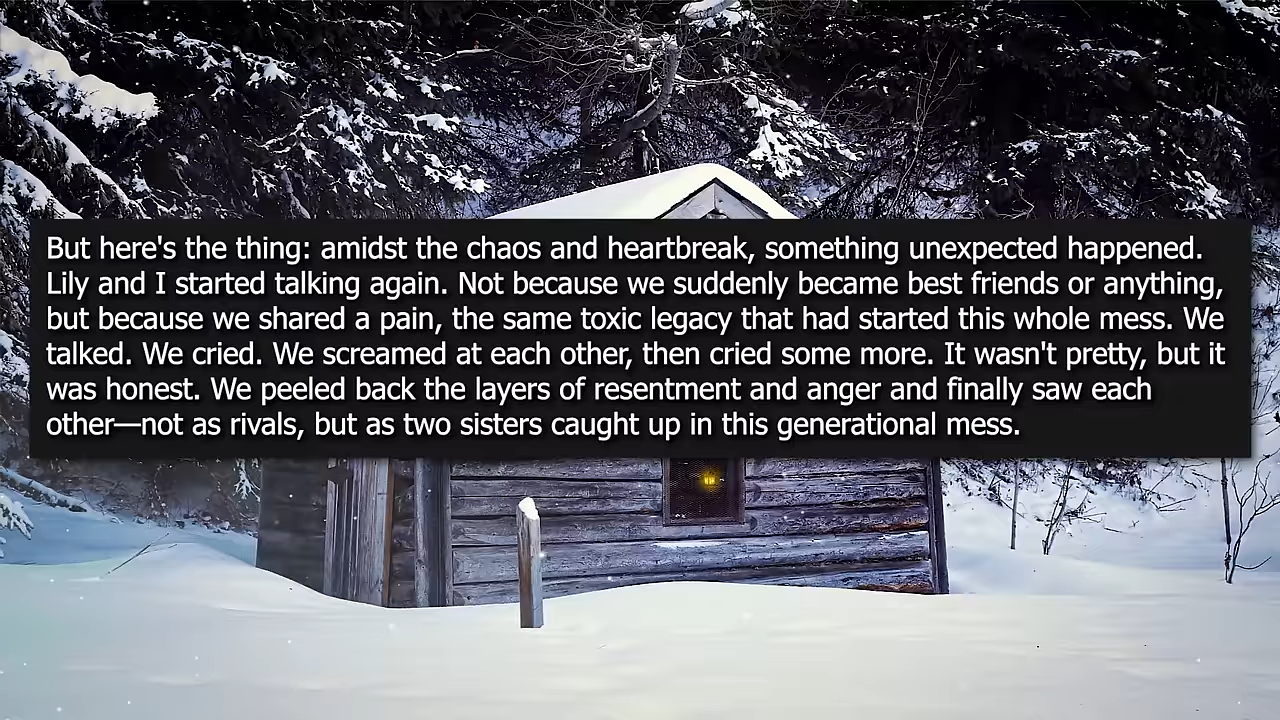 But here's the thing: amidst the chaos and heartbreak, something unexpected happened.
Lily and I started talking again. Not because we suddenly became best friends or anything,
but because we shared a pain, the same toxic legacy that had started this whole mess. We
talked. We cried. We screamed at each other, then cried some more. It wasn't pretty, but it
was honest. We peeled back the layers of resentment and anger and finally saw each
other—not as rivals, but as two sisters caught up in this generational mess.